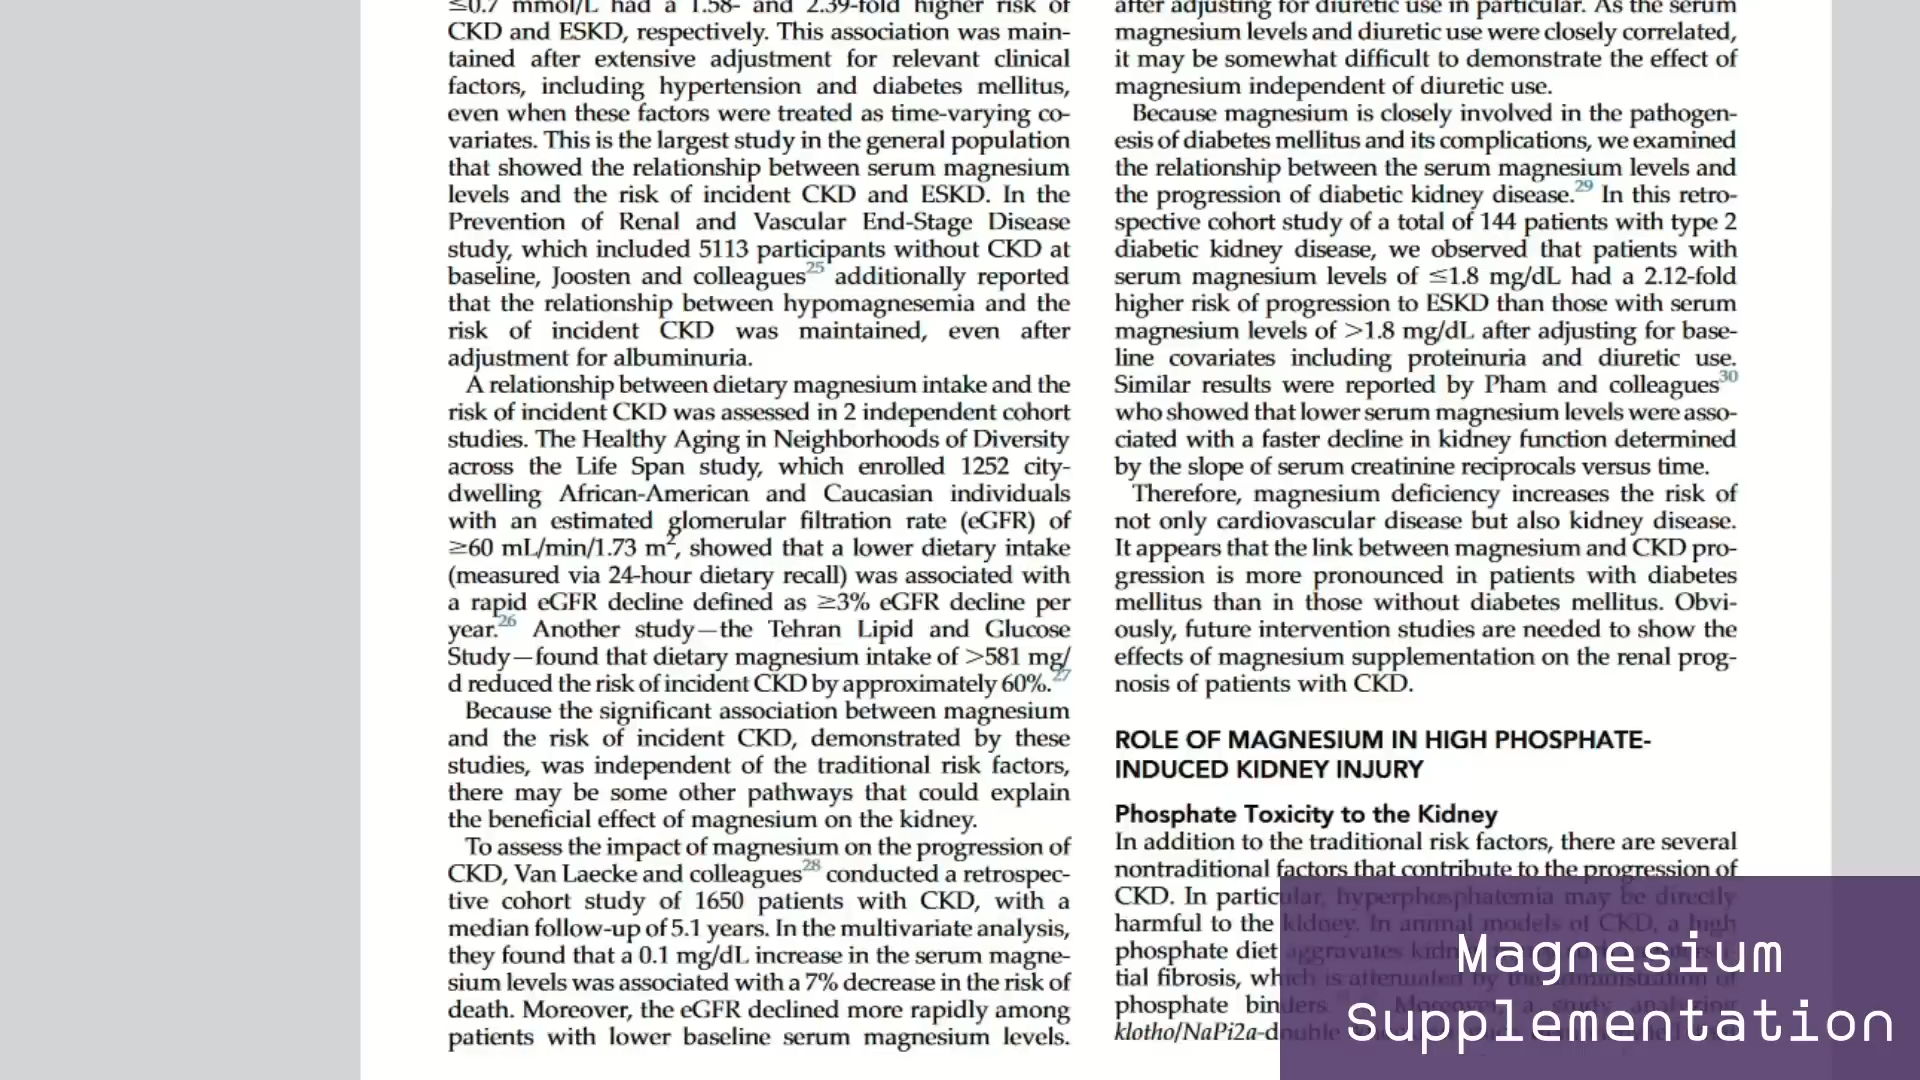 ≤0.7 mmol/L had a 1.58- and 2.39-fold higher risk of
CKD and ESKD, respectively. This association was main-
tained after extensive adjustment for relevant clinical
factors, including hypertension and diabetes mellitus,
even when these factors were treated as time-varying co-
variates. This is the largest study in the general population
that showed the relationship between serum magnesium
levels and the risk of incident CKD and ESKD. In the
Prevention of Renal and Vascular End-Stage Disease
study, which included 5113 participants without CKD at
baseline, Joosten and colleagues25 additionally reported
that the relationship between hypomagnesemia and the
risk of incident CKD was maintained, even after
adjustment for albuminuria.
A relationship between dietary magnesium intake and the
risk of incident CKD was assessed in 2 independent cohort
studies. The Healthy Aging in Neighborhoods of Diversity
across the Life Span study, which enrolled 1252 city-
dwelling African-American and Caucasian individuals
with an estimated glomerular filtration rate (eGFR) of
≥60 mL/min/1.73 m2, showed that a lower dietary intake
(measured via 24-hour dietary recall) was associated with
a rapid eGFR decline defined as ≥3% eGFR decline per
year.26 Another study—the Tehran Lipid and Glucose
Study—found that dietary magnesium intake of >581 mg/
d reduced the risk of incident CKD by approximately 60%.27
Because the significant association between magnesium
and the risk of incident CKD, demonstrated by these
studies, was independent of the traditional risk factors,
there may be some other pathways that could explain
the beneficial effect of magnesium on the kidney.
To assess the impact of magnesium on the progression of
CKD, Van Laecke and colleagues28 conducted a retrospec-
tive cohort study of 1650 patients with CKD, with a
median follow-up of 5.1 years. In the multivariate analysis,
they found that a 0.1 mg/dL increase in the serum magne-
sium levels was associated with a 7% decrease in the risk of
death. Moreover, the eGFR declined more rapidly among
patients with lower baseline serum magnesium levels.
after adjusting for diuretic use in particular. As the serum
magnesium levels and diuretic use were closely correlated,
it may be somewhat difficult to demonstrate the effect of
magnesium independent of diuretic use.
Because magnesium is closely involved in the pathogen-
esis of diabetes mellitus and its complications, we examined
the relationship between the serum magnesium levels and
the progression of diabetic kidney disease.29 In this retro-
spective cohort study of a total of 144 patients with type 2
diabetic kidney disease, we observed that patients with
serum magnesium levels of ≤1.8 mg/dL had a 2.12-fold
higher risk of progression to ESKD than those with serum
magnesium levels of >1.8 mg/dL after adjusting for base-
line covariates including proteinuria and diuretic use.
Similar results were reported by Pham and colleagues30
who showed that lower serum magnesium levels were asso-
ciated with a faster decline in kidney function determined
by the slope of serum creatinine reciprocals versus time.
Therefore, magnesium deficiency increases the risk of
not only cardiovascular disease but also kidney disease.
It appears that the link between magnesium and CKD pro-
gression is more pronounced in patients with diabetes
mellitus than in those without diabetes mellitus. Obvi-
ously, future intervention studies are needed to show the
effects of magnesium supplementation on the renal prog-
nosis of patients with CKD.
ROLE OF MAGNESIUM IN HIGH PHOSPHATE-
INDUCED KIDNEY INJURY
Phosphate Toxicity to the Kidney
In addition to the traditional risk factors, there are several
nontraditional factors that contribute to the progression of
CKD. In particular, hyperphosphatemia may be directly
harmful to the kidney. In animal models of CKD, a high
phosphate diet aggravates
tial fibrosis, which is attenuated by the administration of
phosphate binders. Moreover, a study analyzing
klotho/NaPi2a-double
Magnesium
Supplementation